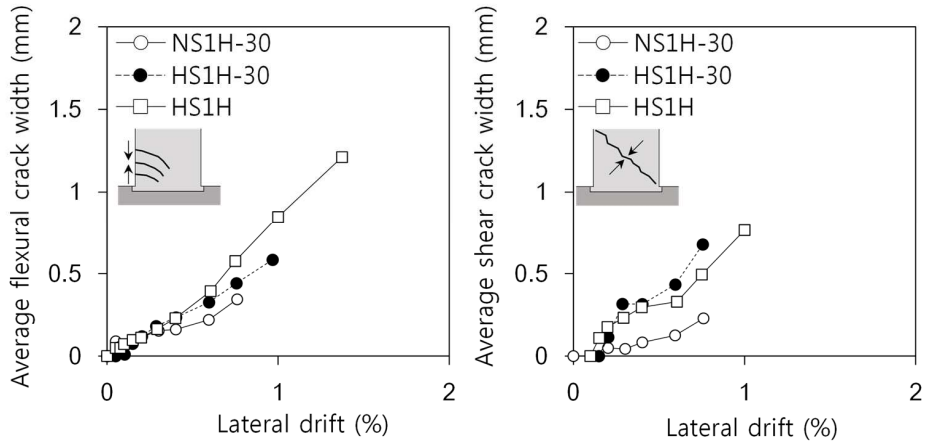 Average flexural crack width (mm)
2
1.5
1
0.5
0
NS1H-30
HS1H-30
HS1H
0
1
2
Lateral drift (%)
Average shear crack width (mm)
2
1.5
1
0.5
0
NS1H-30
HS1H-30
HS1H
0
1
2
Lateral drift (%)